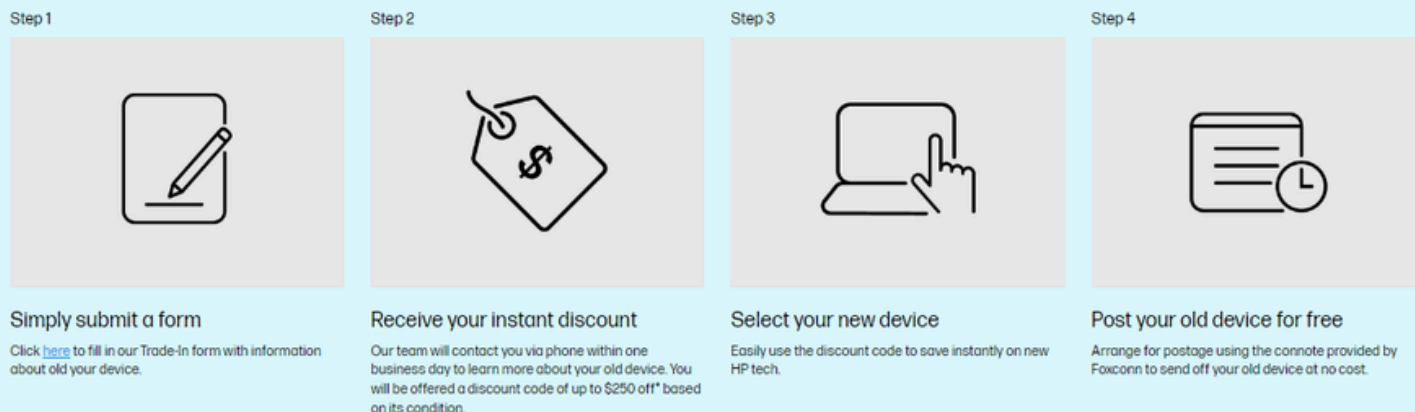 Step 1
Step 2
Step 3
Step 4
$
Simply submit a form
Click here to fill in our Trade-In form with information
about old your device.
Receive your instant discount
Our team will contact you via phone within one
business day to learn more about your old device. You
will be offered a discount code of up to $250 off* based
on its condition.
Select your new device
Easily use the discount code to save instantly on new
HP tech.
Post your old device for free
Arrange for postage using the connote provided by
Foxconn to send off your old device at no cost.